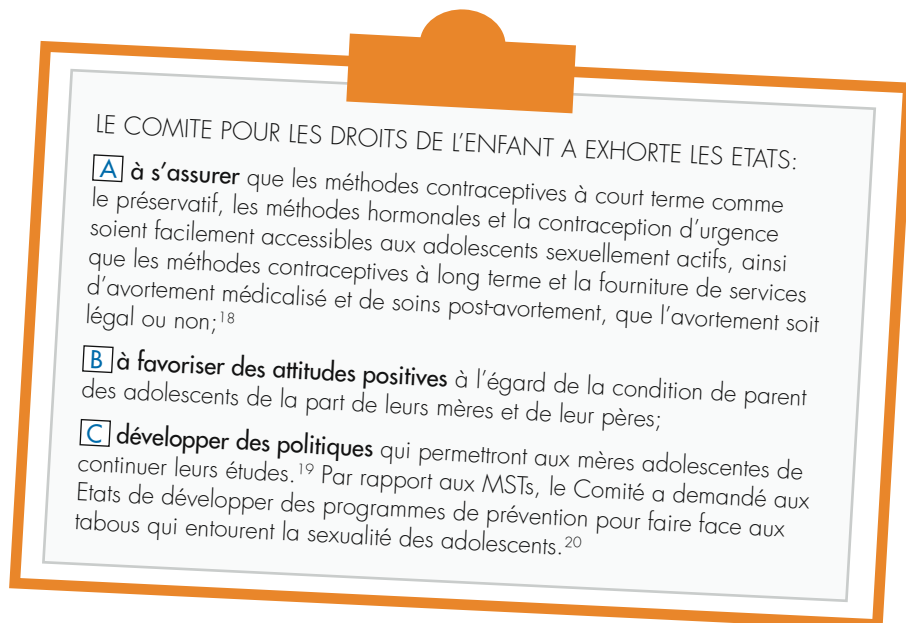 LE COMITE POUR LES DROITS DE L'ENFANT A EXHORTE LES ETATS:
A à s'assurer que les méthodes contraceptives à court terme comme
le préservatif, les méthodes hormonales et la contraception d'urgence
soient facilement accessibles aux adolescents sexuellement actifs, ainsi
que les méthodes contraceptives à long terme et la fourniture de services
d'avortement médicalisé et de soins post-avortement, que l'avortement soit
légal ou non;18
B à favoriser des attitudes positives à l'égard de la condition de parent
des adolescents de la part de leurs mères et de leur pères;
C développer des politiques qui permettront aux mères adolescentes de
continuer leurs études.19 Par rapport aux MSTs, le Comité a demandé aux
Etats de développer des programmes de prévention pour faire face aux
tabous qui entourent la sexualité des adolescents.20